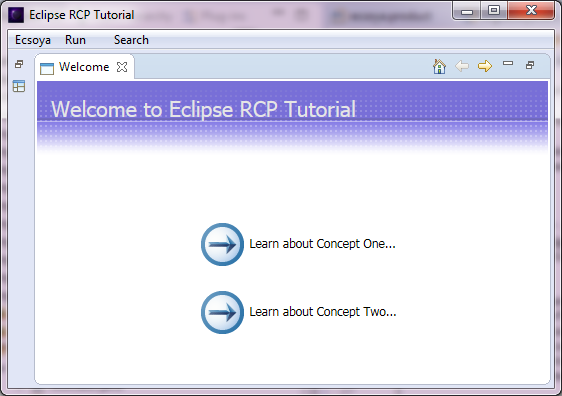 Eclipse RCP Tutorial
Ecsoya Run Search
Welcome
Welcome to Eclipse RCP Tutorial
Learn about Concept One...
Learn about Concept Two...